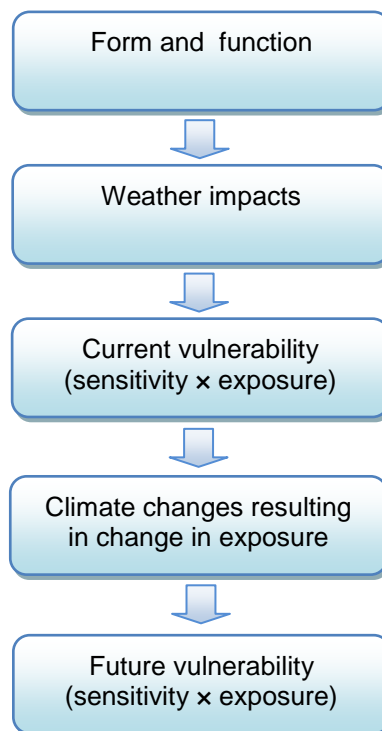 Form and function
Weather impacts
Current vulnerability
(sensitivity × exposure)
Climate changes resulting
in change in exposure
Future vulnerability
(sensitivity × exposure)